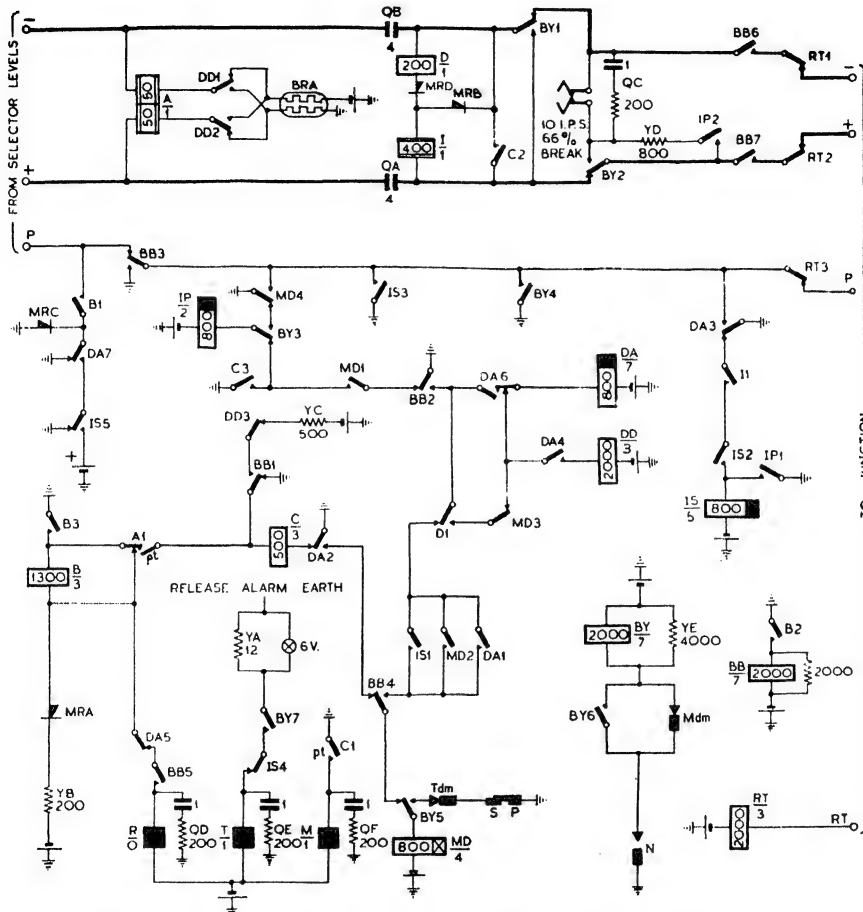 QB
BY1
BB6
RT1
−
4
200 D/1
1
−
MRD
QC
DD1
BRA
MRB
200
FROM SELECTOR LEVELS
50 50 A/1
DD2
10 I.P.S.
66%
BREAK
YD
IP2
+
BB7
400 I/1
C2
800
RT2
+
QA
BY2
4
P
BB3
RT3
P
MD4
IS3
BY4
B1
IP/2
800
MRC
BY3
DA3
DA7
C3
MD1
DA6
DA/7
800
I1
BB2
YC
DD3
500
IS5
DA4
DD/3
2000
IS2
IP1
+
BB1
B3
A1
C/3
D1
MD3
IS/5
800
pt
500
DA2
1300 B/3
RELEASE ALARM EARTH
YA
12
6V.
IS1
MD2
DA1
BY/7
2000
YE
4000
B2
BB4
BB/7
2000
2000
MRA
BY7
BY6
Mdm
DA5
C1
pt
BB5
IS4
Tdm
S P
YB
200
1
1
1
BY5
R/0
QD
200
T/1
QE
200
M/1
QF
200
800 MD/4
N
RT/3
2000
RT